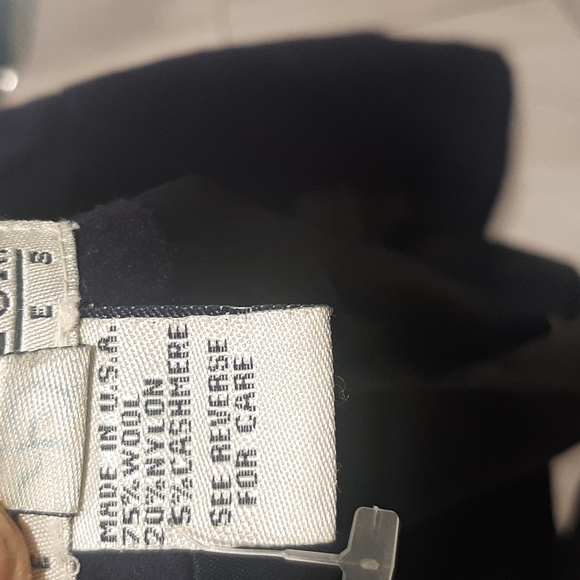 MADE IN U.S.A.
75% WOOL
20% NYLON
5% CASHMERE
SEE REVERSE
FOR CARE